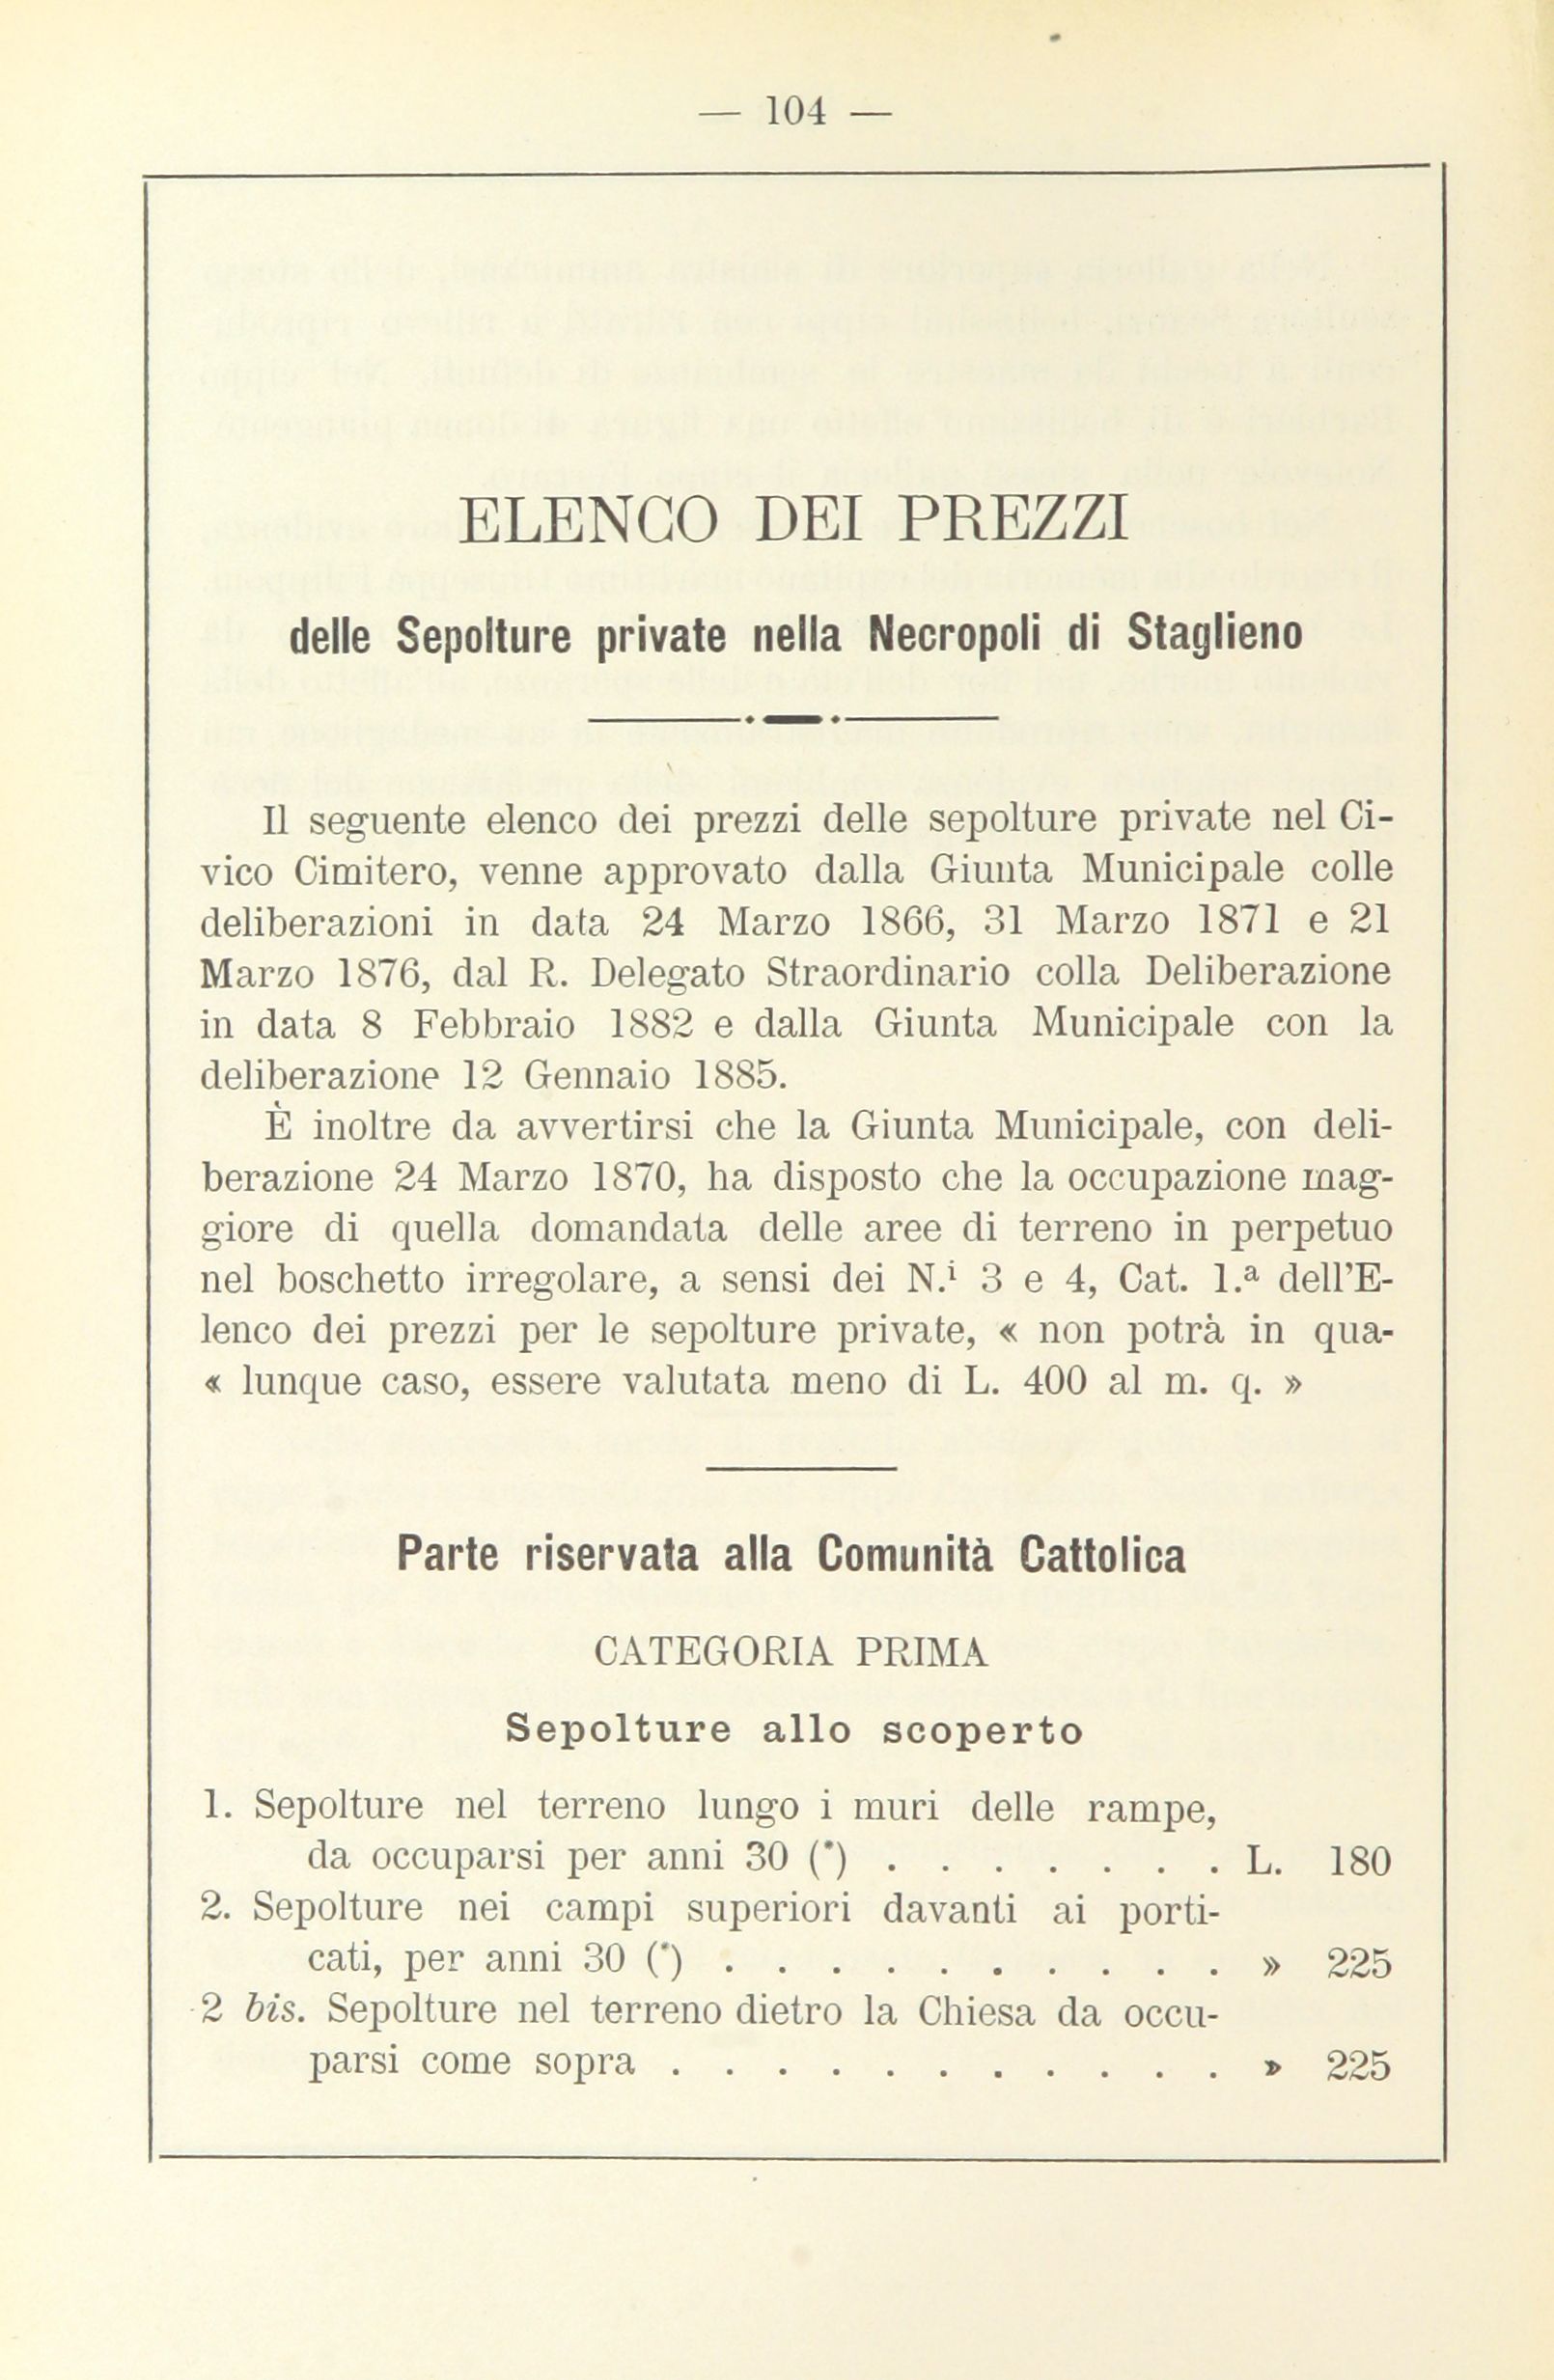 — 104 —
ELENCO DEI PREZZI
delle Sepolture private nella Necropoli di Staglieno
Il seguente elenco dei prezzi delle sepolture private nel Ci-
vico Cimitero, venne approvato dalla Giunta Municipale colle
deliberazioni in data 24 Marzo 1866, 31 Marzo 1871 e 21
Marzo 1876, dal R. Delegato Straordinario colla Deliberazione
in data 8 Febbraio 1882 e dalla Giunta Municipale con la
deliberazione 12 Gennaio 1885.
È inoltre da avvertirsi che la Giunta Municipale, con deli-
berazione 24 Marzo 1870, ha disposto che la occupazione mag-
giore di quella domandata delle aree di terreno in perpetuo
nel boschetto irregolare, a sensi dei N.i 3 e 4, Cat. 1.a dell'E-
lenco dei prezzi per le sepolture private, « non potrà in qua-
« lunque caso, essere valutata meno di L. 400 al m. q. »
Parte riservata alla Comunità Cattolica
CATEGORIA PRIMA
Sepolture allo scoperto
1. Sepolture nel terreno lungo i muri delle rampe,
da occuparsi per anni 30 (*) . . . . . . . L. 180
2. Sepolture nei campi superiori davanti ai porti-
cati, per anni 30 (*) . . . . . . . . . . » 225
2 bis. Sepolture nel terreno dietro la Chiesa da occu-
parsi come sopra . . . . . . . . . . . » 225